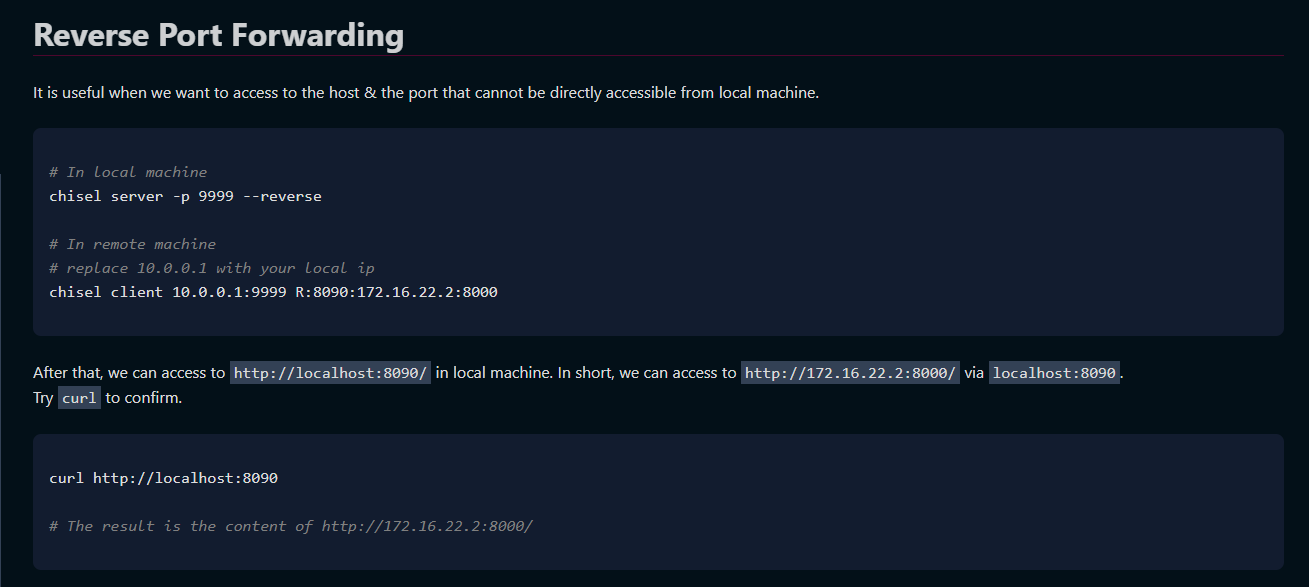 Reverse Port Forwarding
It is useful when we want to access to the host & the port that cannot be directly accessible from local machine.
# In local machine
chisel server -p 9999 --reverse
# In remote machine
# replace 10.0.0.1 with your local ip
chisel client 10.0.0.1:9999 R:8090:172.16.22.2:8000
After that, we can access to http://localhost:8090/ in local machine. In short, we can access to http://172.16.22.2:8000/ via localhost:8090.
Try curl to confirm.
curl http://localhost:8090
# The result is the content of http://172.16.22.2:8000/